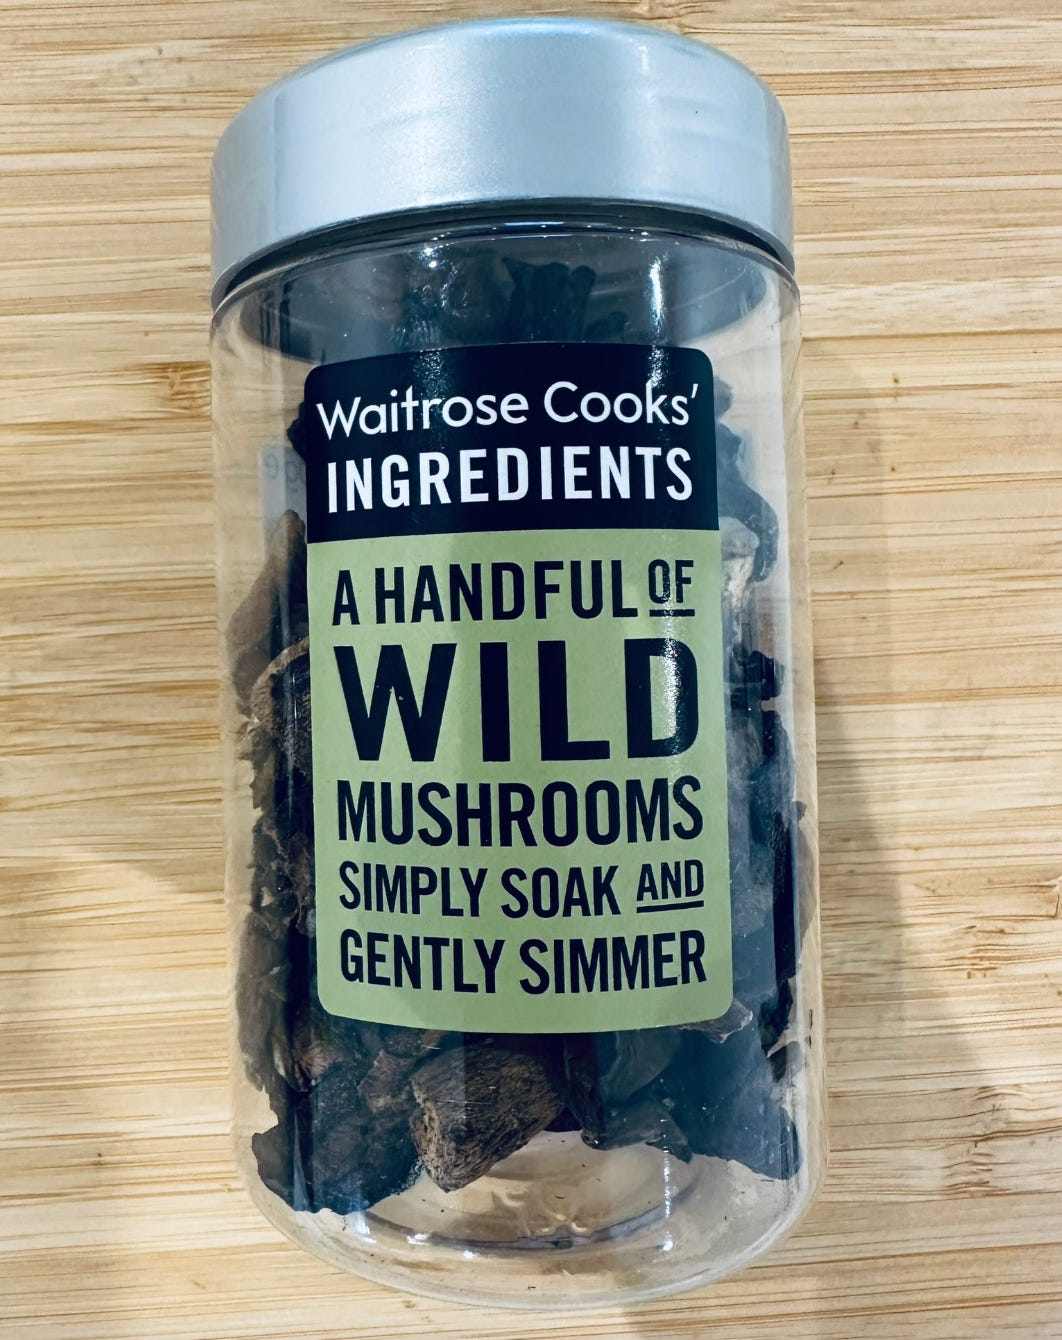 Waitrose Cooks'
INGREDIENTS
A HANDFUL OF
WILD
MUSHROOMS
SIMPLY SOAK AND
GENTLY SIMMER